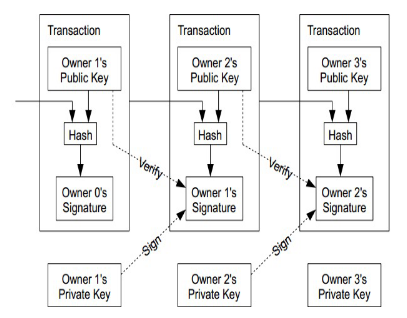 Transaction
Transaction
Transaction
Owner 1's
Public Key
Owner 2's
Public Key
Owner 3's
Public Key
Hash
Hash
Hash
Verify
Verify
Owner 0's
Signature
Owner 1's
Signature
Owner 2's
Signature
Sign
Sign
Owner 1's
Private Key
Owner 2's
Private Key
Owner 3's
Private Key